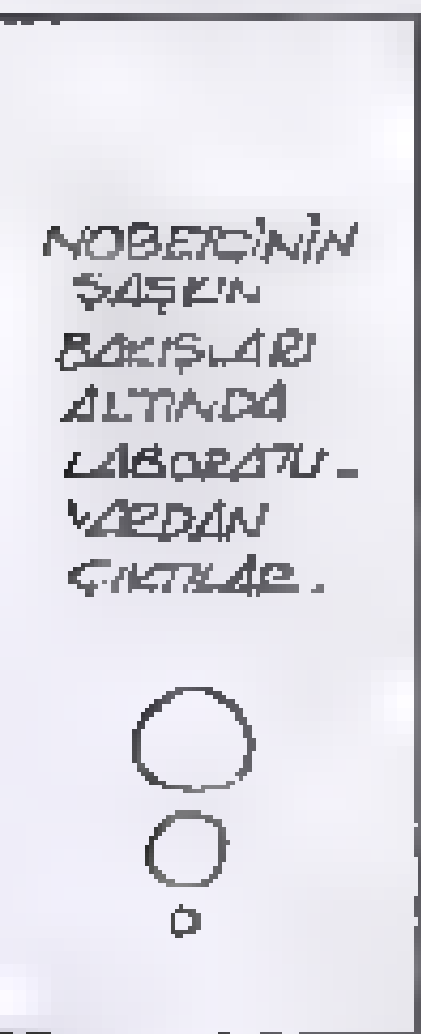 NÖBETÇİNİN
ŞAŞKIN
BAKIŞLARI
ALTINDA
LABORATU-
VARDAN
ÇIKTILAR.